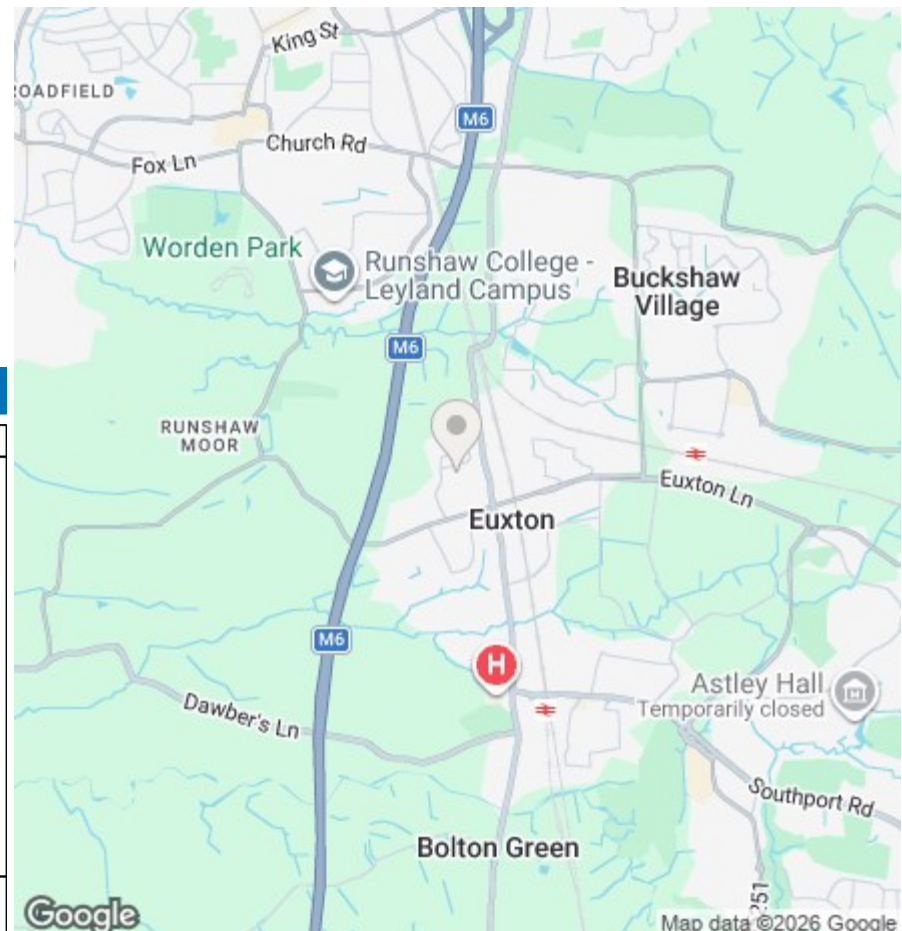 King St
ROADFIELD
M6
Church Rd
Fox Ln
Worden Park
Runshaw College -
Leyland Campus
Buckshaw
Village
M6
RUNSHAW
MOOR
Euxton Ln
Euxton
M6
H
Astley Hall
Temporarily closed
Dawber's Ln
Southport Rd
Bolton Green
251
Google
Map data ©2026 Google